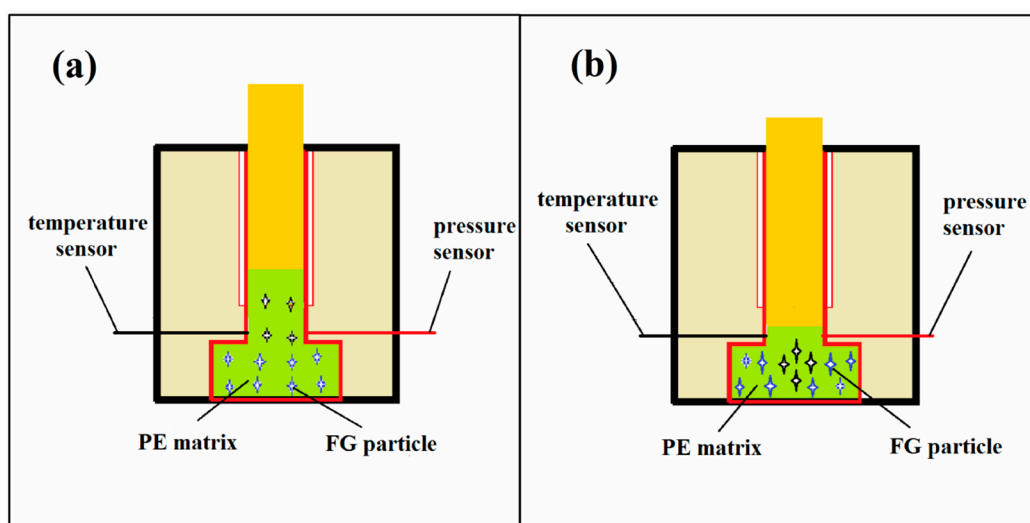 (a)
temperature
sensor
pressure
sensor
PE matrix
FG particle
(b)
temperature
sensor
pressure
sensor
PE matrix
FG particle